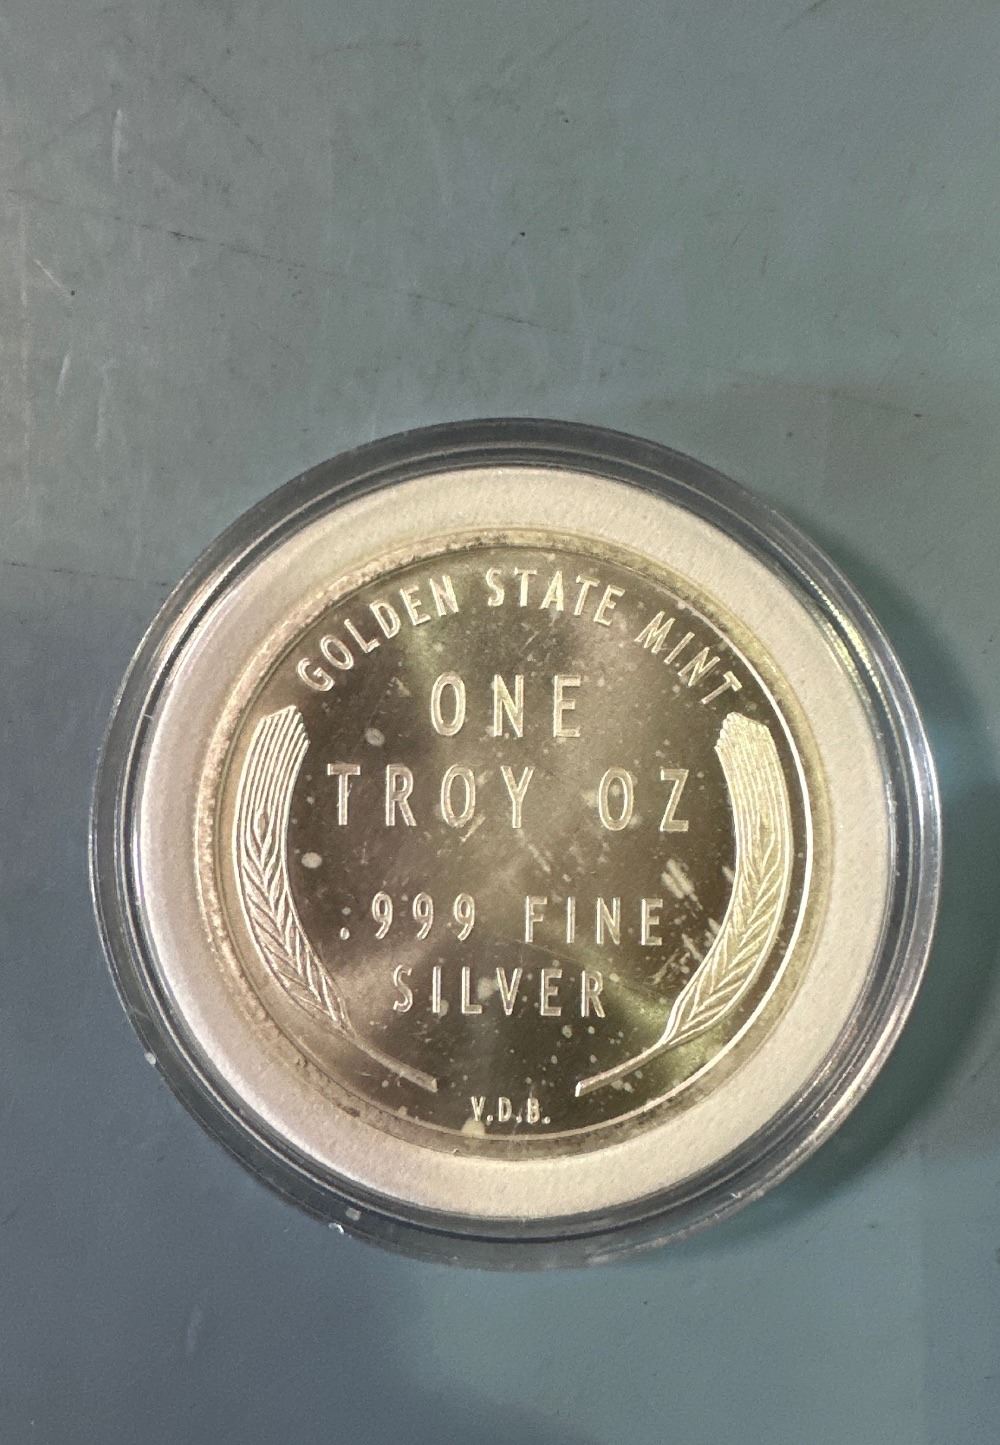 GOLDEN STATE MINT
ONE
TROY OZ
.999 FINE
SILVER
V.D.B.